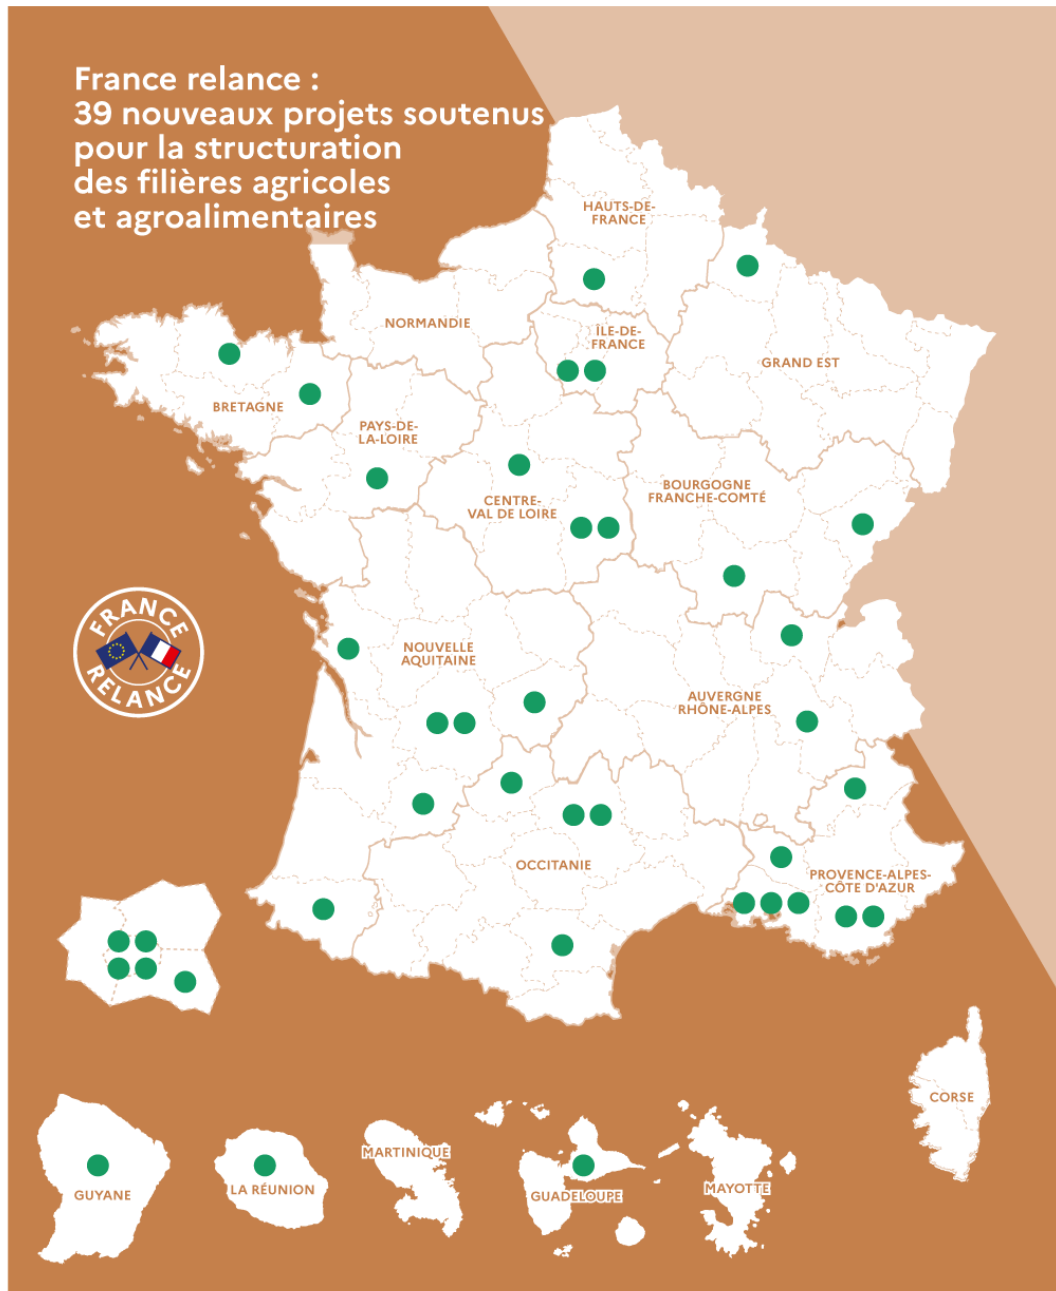 France relance :
39 nouveaux projets soutenus
pour la structuration
des filières agricoles
et agroalimentaires
HAUTS-DE-
FRANCE
NORMANDIE
ÎLE-DE-
FRANCE
GRAND EST
BRETAGNE
PAYS-DE-
LA-LOIRE
CENTRE-
VAL DE LOIRE
BOURGOGNE
FRANCHE-COMTÉ
FRANCE
RELANCE
NOUVELLE
AQUITAINE
AUVERGNE
RHÔNE-ALPES
OCCITANIE
PROVENCE-ALPES-
CÔTE D'AZUR
CORSE
GUYANE
LA RÉUNION
MARTINIQUE
GUADELOUPE
MAYOTTE